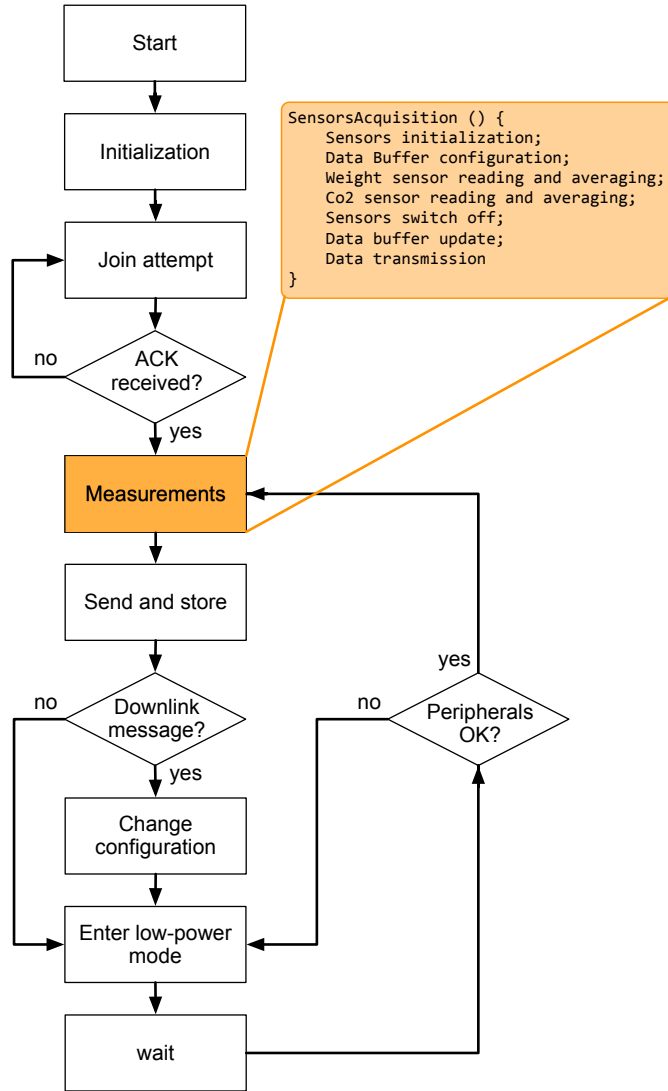 Start
SensorsAcquisition () {
Sensors initialization;
Data Buffer configuration;
Weight sensor reading and averaging;
Co2 sensor reading and averaging;
Sensors switch off;
Data buffer update;
Data transmission
}
Initialization
Join attempt
no
ACK
received?
yes
Measurements
Send and store
yes
no
Downlink
message?
no
Peripherals
OK?
yes
Change
configuration
Enter low-power
mode
wait